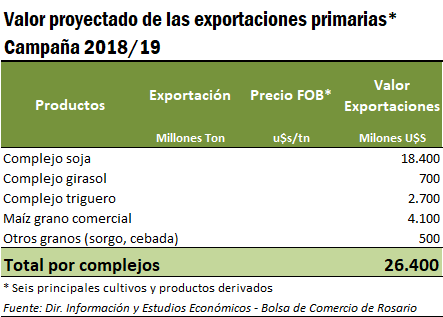 Valor proyectado de las exportaciones primarias*
Campaña 2018/19
Productos Exportación Precio FOB* Valor Exportaciones
Millones Ton u$s/tn Milones U$S
Complejo soja 18.400
Complejo girasol 700
Complejo triguero 2.700
Maíz grano comercial 4.100
Otros granos (sorgo, cebada) 500
Total por complejos 26.400
* Seis principales cultivos y productos derivados
Fuente: Dir. Información y Estudios Económicos - Bolsa de Comercio de Rosario